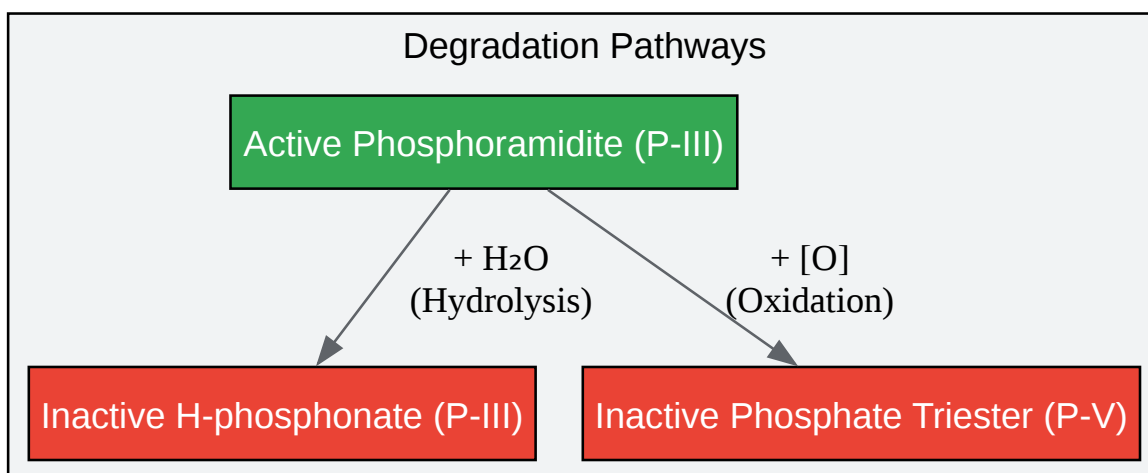 Degradation Pathways
Active Phosphoramidite (P-III)
+ H₂O
(Hydrolysis)
+ [O]
(Oxidation)
Inactive H-phosphonate (P-III)
Inactive Phosphate Triester (P-V)